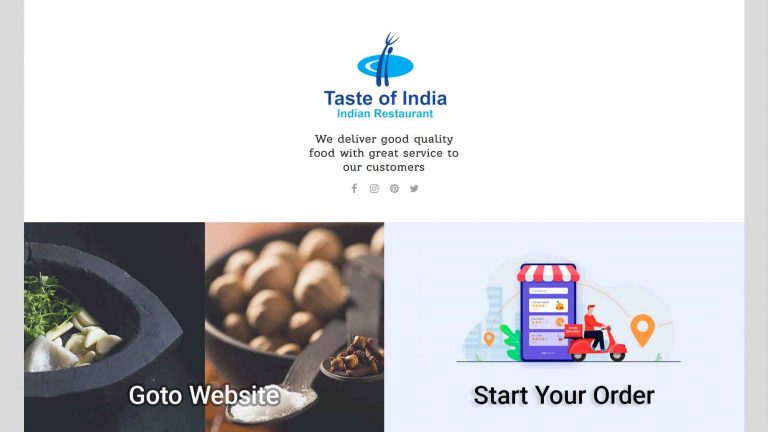 Taste of India
Indian Restaurant
We deliver good quality
food with great service to
our customers
Goto Website
Start Your Order